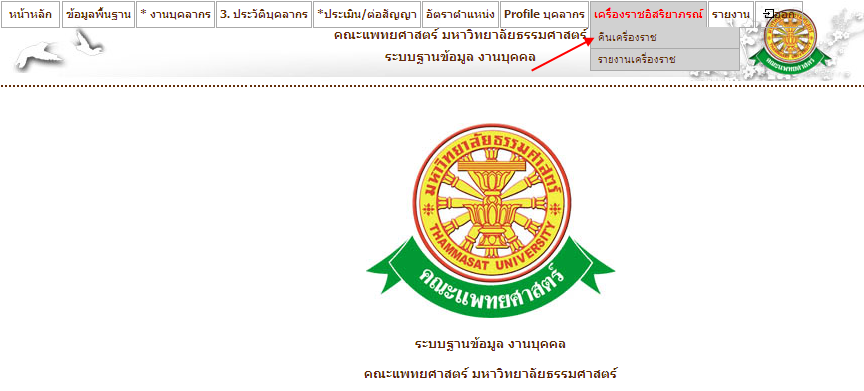 หน้าหลัก ข้อมูลพื้นฐาน * งานบุคลากร 3. ประวัติบุคลากร *ประเมิน/ต่อสัญญา อัตราตำแหน่ง Profile บุคลากร เครื่องราชอิสริยาภรณ์ รายงาน ออก
คณะแพทยศาสตร์ มหาวิทยาลัยธรรมศาสตร์
ระบบฐานข้อมูล งานบุคคล
คืนเครื่องราช
รายงานเครื่องราช
คณะแพทยศาสตร์
มหาวิทยาลัยธรรมศาสตร์
THAMMASAT UNIVERSITY
คณะแพทยศาสตร์
ระบบฐานข้อมูล งานบุคคล
คณะแพทยศาสตร์ มหาวิทยาลัยธรรมศาสตร์